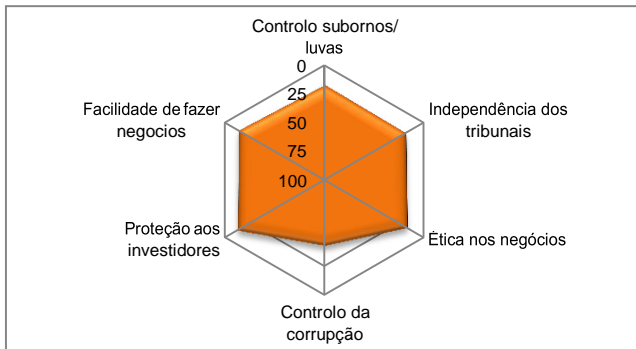 Controlo subornos/
luvas
0
25
50
75
100
Independência dos
tribunais
Ética nos negócios
Controlo da
corrupção
Proteção aos
investidores
Facilidade de fazer
negocios